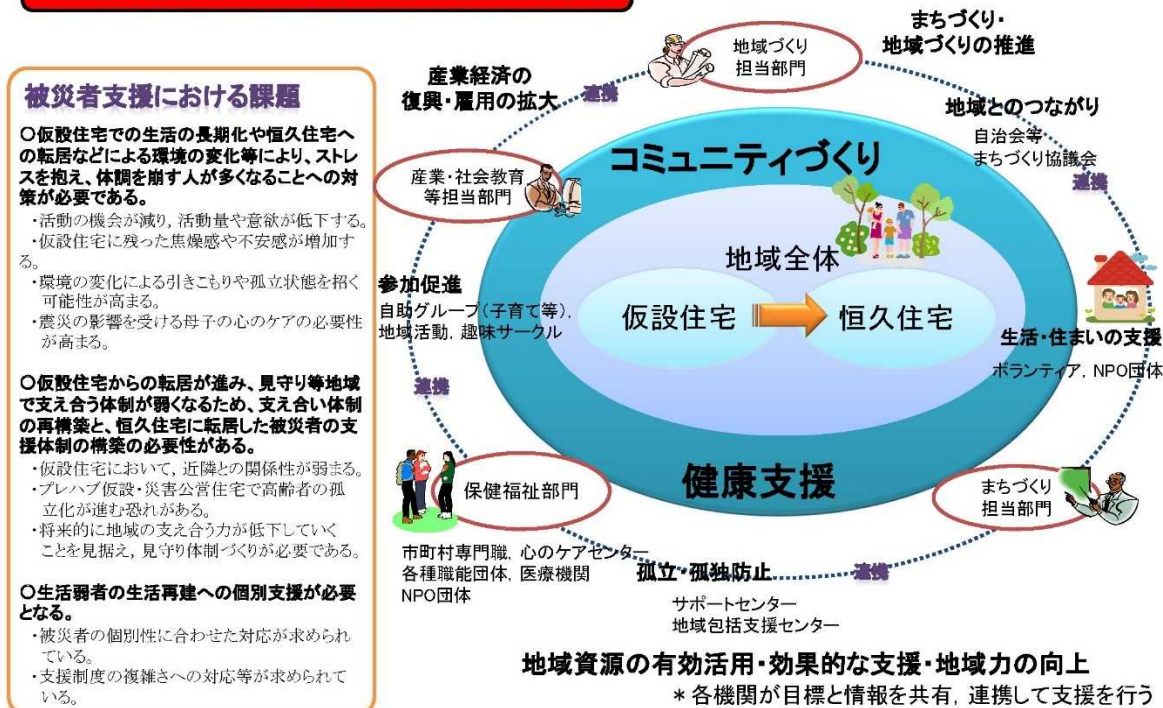 被災者支援における課題
○仮設住宅での生活の長期化や恒久住宅へ
の転居などによる環境の変化等により、ストレ
スを抱え、体調を崩す人が多くなることへの対
策が必要である。
・活動の機会が減り, 活動量や意欲が低下する。
・仮設住宅に残った焦燥感や不安感が増加す
る。
・環境の変化による引きこもりや孤立状態を招く
可能性が高まる。
・震災の影響を受ける母子の心のケアの必要性
が高まる。
○仮設住宅からの転居が進み、見守り等地域
で支え合う体制が弱くなるため、支え合い体制
の再構築と、恒久住宅に転居した被災者の支
援体制の構築の必要性がある。
・仮設住宅において, 近隣との関係性が弱まる。
・プレハブ仮設・災害公営住宅で高齢者の孤
立化が進む恐れがある。
・将来的に地域の支え合う力が低下していく
ことを見据え, 見守り体制づくりが必要である。
○生活弱者の生活再建への個別支援が必要
となる。
・被災者の個別性に合わせた対応が求められ
ている。
・支援制度の複雑さへの対応等が求められて
いる。
まちづくり・
地域づくりの推進
地域づくり
担当部門
産業経済の
復興・雇用の拡大
連携
地域とのつながり
自治会等
まちづくり協議会
連携
コミュニティづくり
産業・社会教育
等担当部門
地域全体
仮設住宅
恒久住宅
参加促進
自助グループ(子育て等),
地域活動, 趣味サークル
生活・住まいの支援
ボランティア, NPO団体
連携
健康支援
保健福祉部門
まちづくり
担当部門
市町村専門職, 心のケアセンター
各種職能団体, 医療機関
NPO団体
孤立・孤独防止
連携
サポートセンター
地域包括支援センター
地域資源の有効活用・効果的な支援・地域力の向上
*各機関が目標と情報を共有, 連携して支援を行う